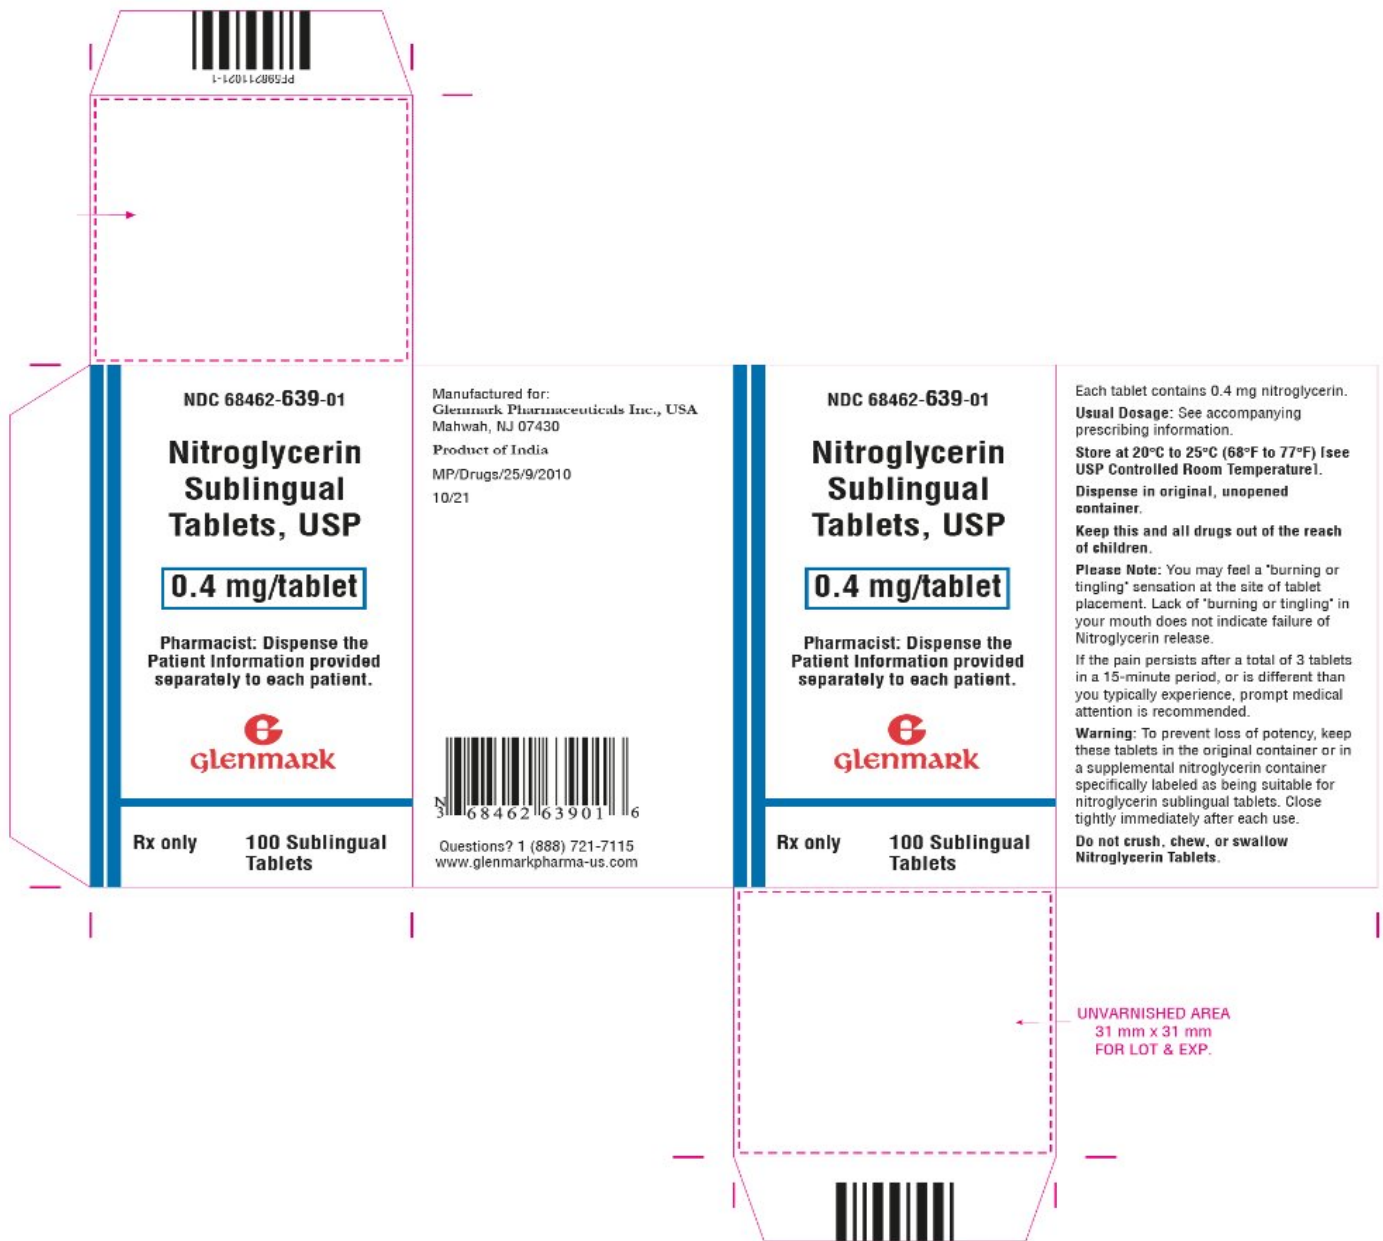 PF598211021-1
NDC 68462-639-01
Nitroglycerin
Sublingual
Tablets, USP
0.4 mg/tablet
Pharmacist: Dispense the
Patient Information provided
separately to each patient.
glenmark
Rx only
100 Sublingual
Tablets
Manufactured for:
Glenmark Pharmaceuticals Inc., USA
Mahwah, NJ 07430
Product of India
MP/Drugs/25/9/2010
10/21
N
3 68462 63901 6
Questions? 1 (888) 721-7115
www.glenmarkpharma-us.com
NDC 68462-639-01
Nitroglycerin
Sublingual
Tablets, USP
0.4 mg/tablet
Pharmacist: Dispense the
Patient Information provided
separately to each patient.
glenmark
Rx only
100 Sublingual
Tablets
Each tablet contains 0.4 mg nitroglycerin.
Usual Dosage: See accompanying
prescribing information.
Store at 20°C to 25°C (68°F to 77°F) [see
USP Controlled Room Temperature].
Dispense in original, unopened
container.
Keep this and all drugs out of the reach
of children.
Please Note: You may feel a "burning or
tingling" sensation at the site of tablet
placement. Lack of "burning or tingling" in
your mouth does not indicate failure of
Nitroglycerin release.
If the pain persists after a total of 3 tablets
in a 15-minute period, or is different than
you typically experience, prompt medical
attention is recommended.
Warning: To prevent loss of potency, keep
these tablets in the original container or in
a supplemental nitroglycerin container
specifically labeled as being suitable for
nitroglycerin sublingual tablets. Close
tightly immediately after each use.
Do not crush, chew, or swallow
Nitroglycerin Tablets.
UNVARNISHED AREA
31 mm x 31 mm
FOR LOT & EXP.